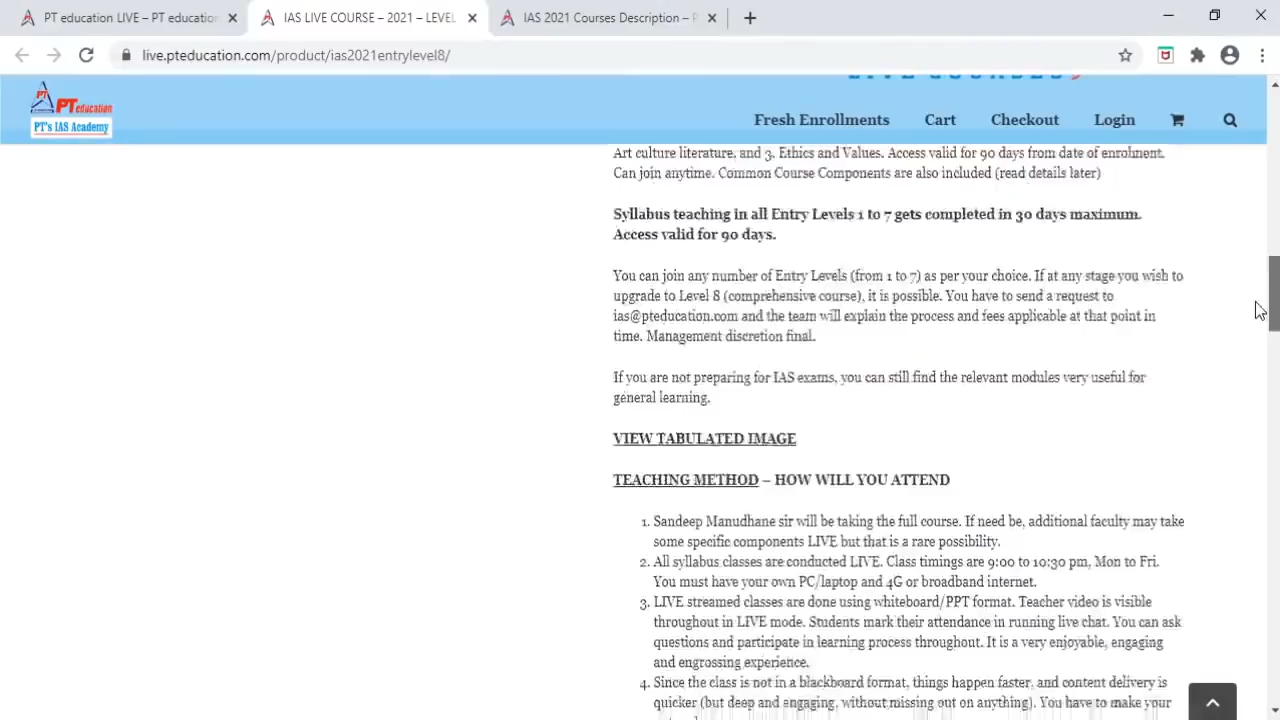 PT education LIVE – PT education
IAS LIVE COURSE – 2021 – LEVEL
IAS 2021 Courses Description – P
live.pteducation.com/product/ias2021entrylevel8/
PT
PT education
PT's IAS Academy
Fresh Enrollments
Cart
Checkout
Login
Art culture literature, and 3. Ethics and Values. Access valid for 90 days from date of enrolment.
Can join anytime. Common Course Components are also included (read details later)
Syllabus teaching in all Entry Levels 1 to 7 gets completed in 30 days maximum.
Access valid for 90 days.
You can join any number of Entry Levels (from 1 to 7) as per your choice. If at any stage you wish to
upgrade to Level 8 (comprehensive course), it is possible. You have to send a request to
ias@pteducation.com and the team will explain the process and fees applicable at that point in
time. Management discretion final.
If you are not preparing for IAS exams, you can still find the relevant modules very useful for
general learning.
VIEW TABULATED IMAGE
TEACHING METHOD – HOW WILL YOU ATTEND
1. Sandeep Manudhane sir will be taking the full course. If need be, additional faculty may take
some specific components LIVE but that is a rare possibility.
2. All syllabus classes are conducted LIVE. Class timings are 9:00 to 10:30 pm, Mon to Fri.
You must have your own PC/laptop and 4G or broadband internet.
3. LIVE streamed classes are done using whiteboard/PPT format. Teacher video is visible
throughout in LIVE mode. Students mark their attendance in running live chat. You can ask
questions and participate in learning process throughout. It is a very enjoyable, engaging
and engrossing experience.
4. Since the class is not in a blackboard format, things happen faster, and content delivery is
quicker (but deep and engaging, without missing out on anything). You have to make your